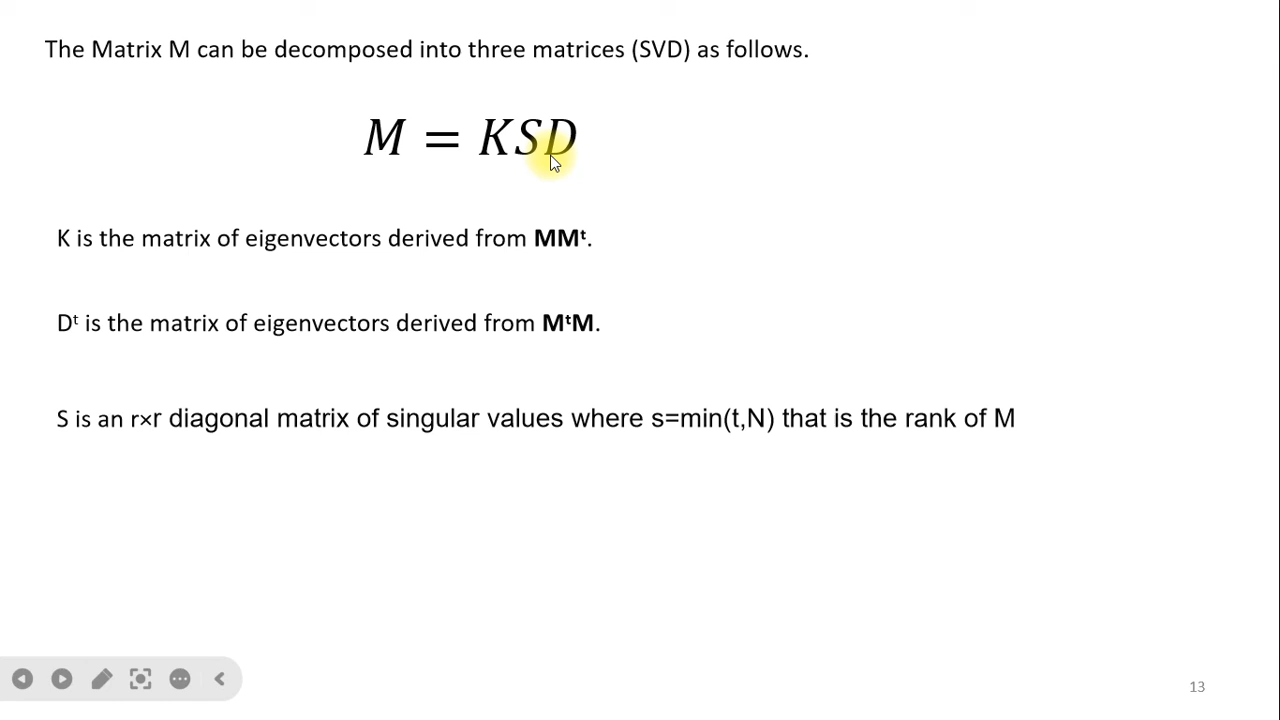 The Matrix M can be decomposed into three matrices (SVD) as follows.
M = KSD
K is the matrix of eigenvectors derived from MMᵗ.
Dᵗ is the matrix of eigenvectors derived from MᵗM.
S is an r×r diagonal matrix of singular values where s=min(t,N) that is the rank of M
13